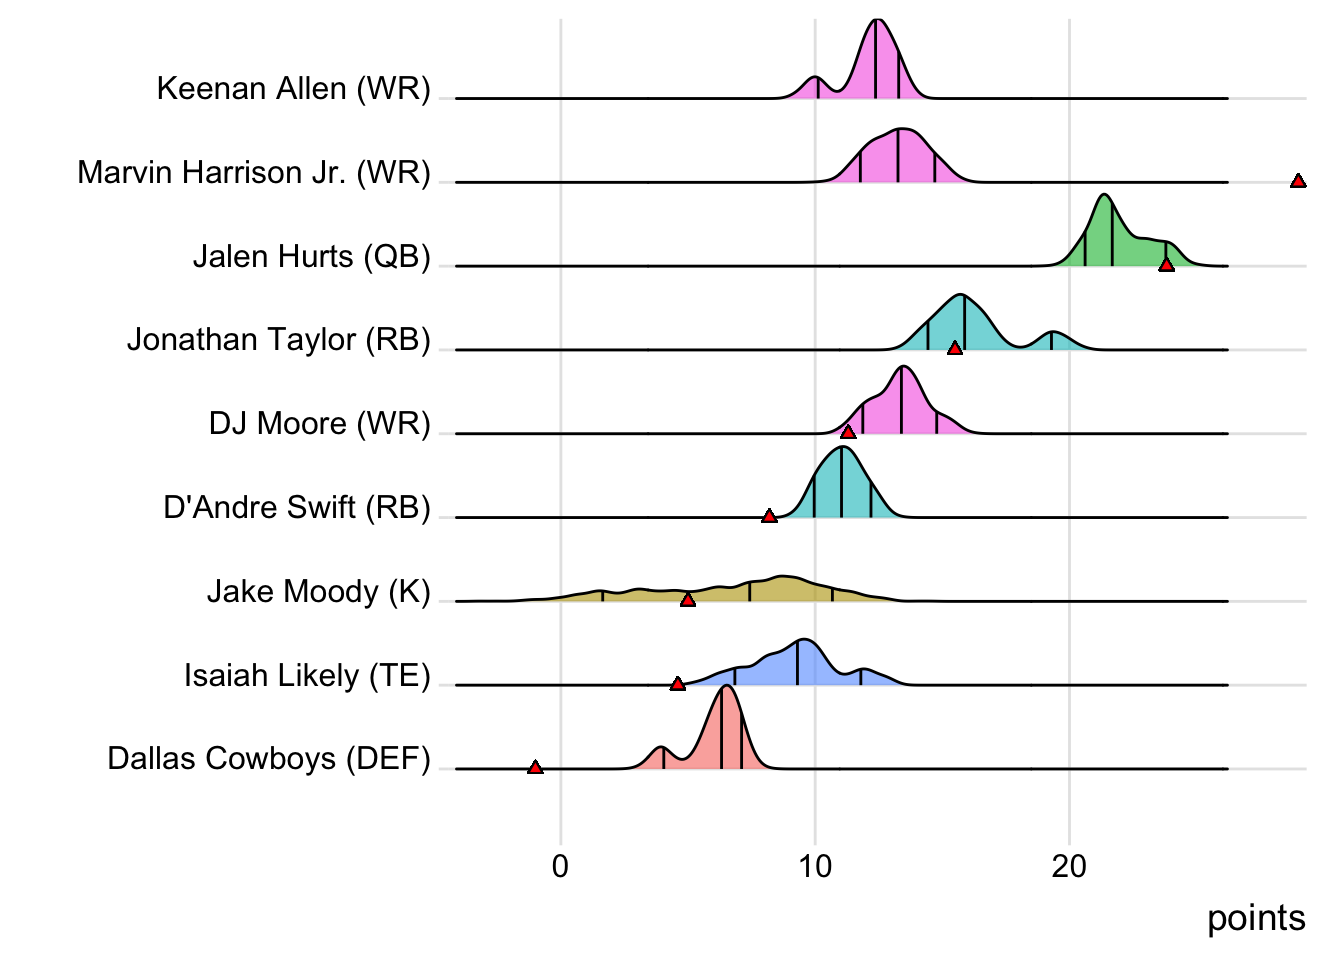 Keenan Allen (WR)
Marvin Harrison Jr. (WR)
Jalen Hurts (QB)
Jonathan Taylor (RB)
DJ Moore (WR)
D'Andre Swift (RB)
Jake Moody (K)
Isaiah Likely (TE)
Dallas Cowboys (DEF)
0 10 20
points